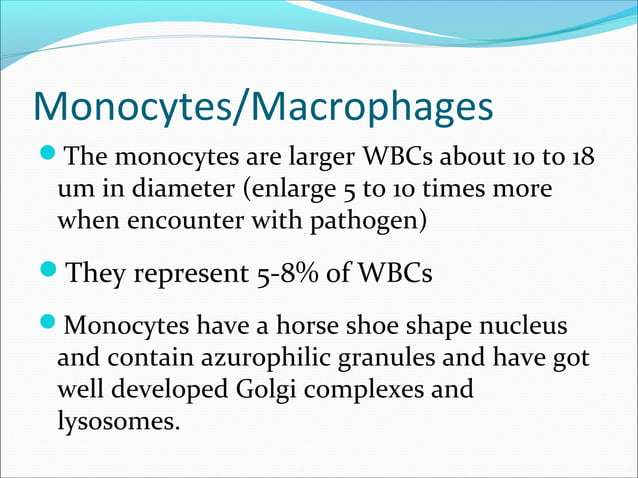 Monocytes/Macrophages
The monocytes are larger WBCs about 10 to 18
um in diameter (enlarge 5 to 10 times more
when encounter with pathogen)
They represent 5-8% of WBCs
Monocytes have a horse shoe shape nucleus
and contain azurophilic granules and have got
well developed Golgi complexes and
lysosomes.